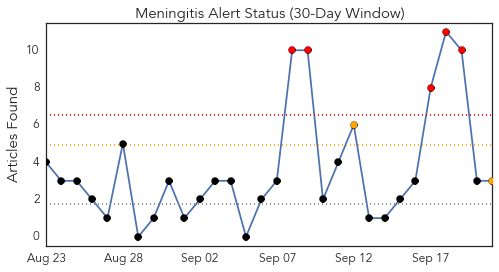 Meningitis Alert Status (30-Day Window)
Articles Found
10
8
6
4
2
0
Aug 23
Aug 28
Sep 02
Sep 07
Sep 12
Sep 17